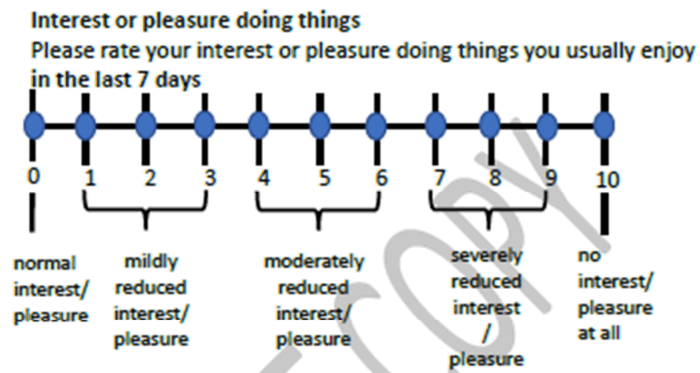 Interest or pleasure doing things
Please rate your interest or pleasure doing things you usually enjoy
in the last 7 days
0 1 2 3 4 5 6 7 8 9 10
normal
interest/
pleasure
mildly
reduced
interest/
pleasure
moderately
reduced
interest/
pleasure
severely
reduced
interest
/
pleasure
no
interest/
pleasure
at all
COPY